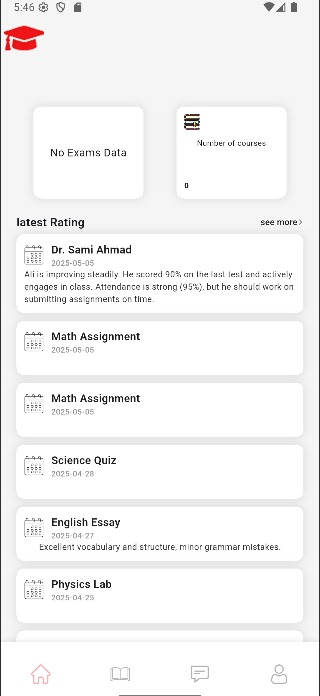 5:46
No Exams Data
Number of courses
0
latest Rating
see more
Dr. Sami Ahmad
2025-05-05
Ali is improving steadily. He scored 90% on the last test and actively
engages in class. Attendance is strong (95%), but he should work on
submitting assignments on time.
Math Assignment
2025-05-05
Math Assignment
2025-05-05
Science Quiz
2025-04-28
English Essay
2025-04-27
Excellent vocabulary and structure, minor grammar mistakes.
Physics Lab
2025-04-25